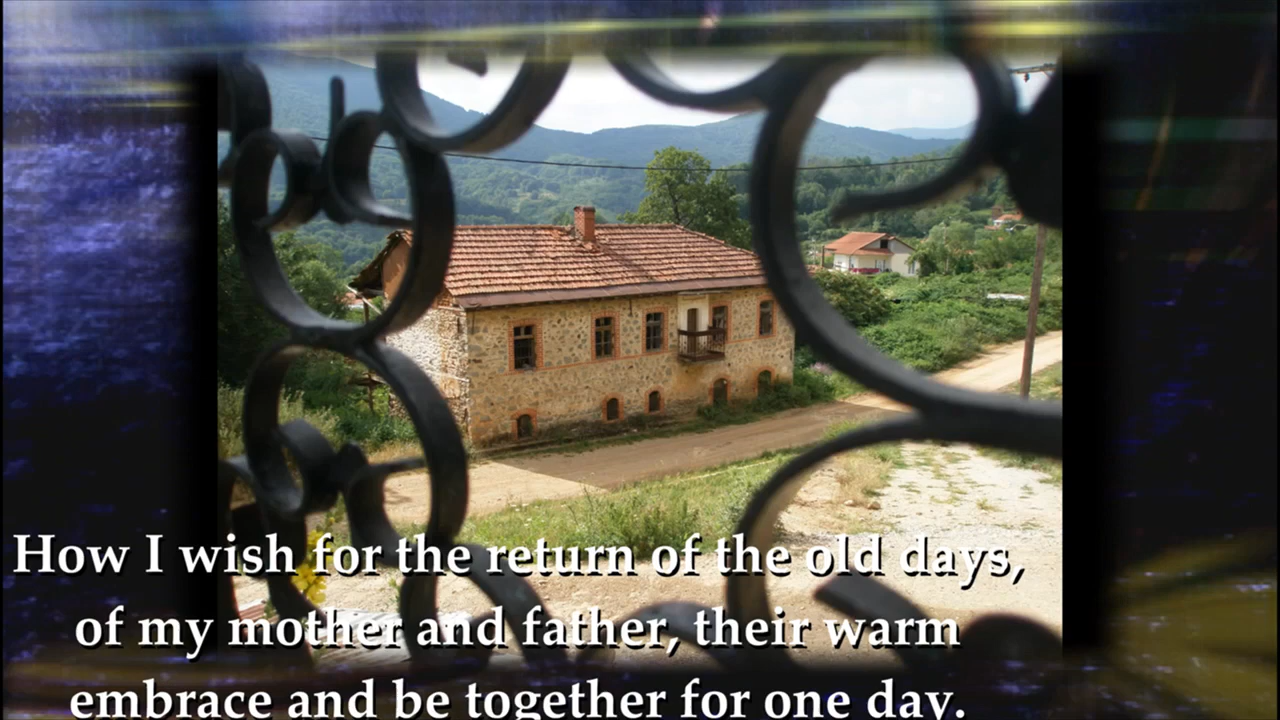 How I wish for the return of the old days,
of my mother and father, their warm
embrace and be together for one day.